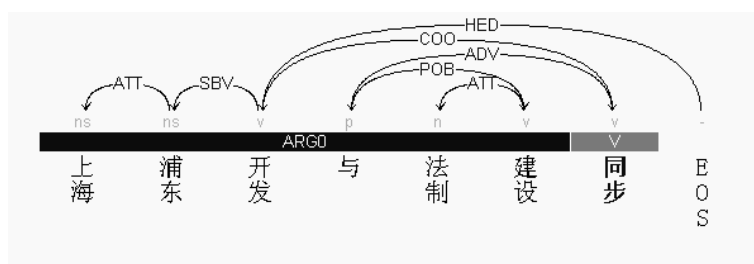 HED
COO
ADV
POB
ATT SBV ATT
ns ns v p n v v -
ARG0 V
上海 浦东 开发 与 法制 建设 同步 EOS